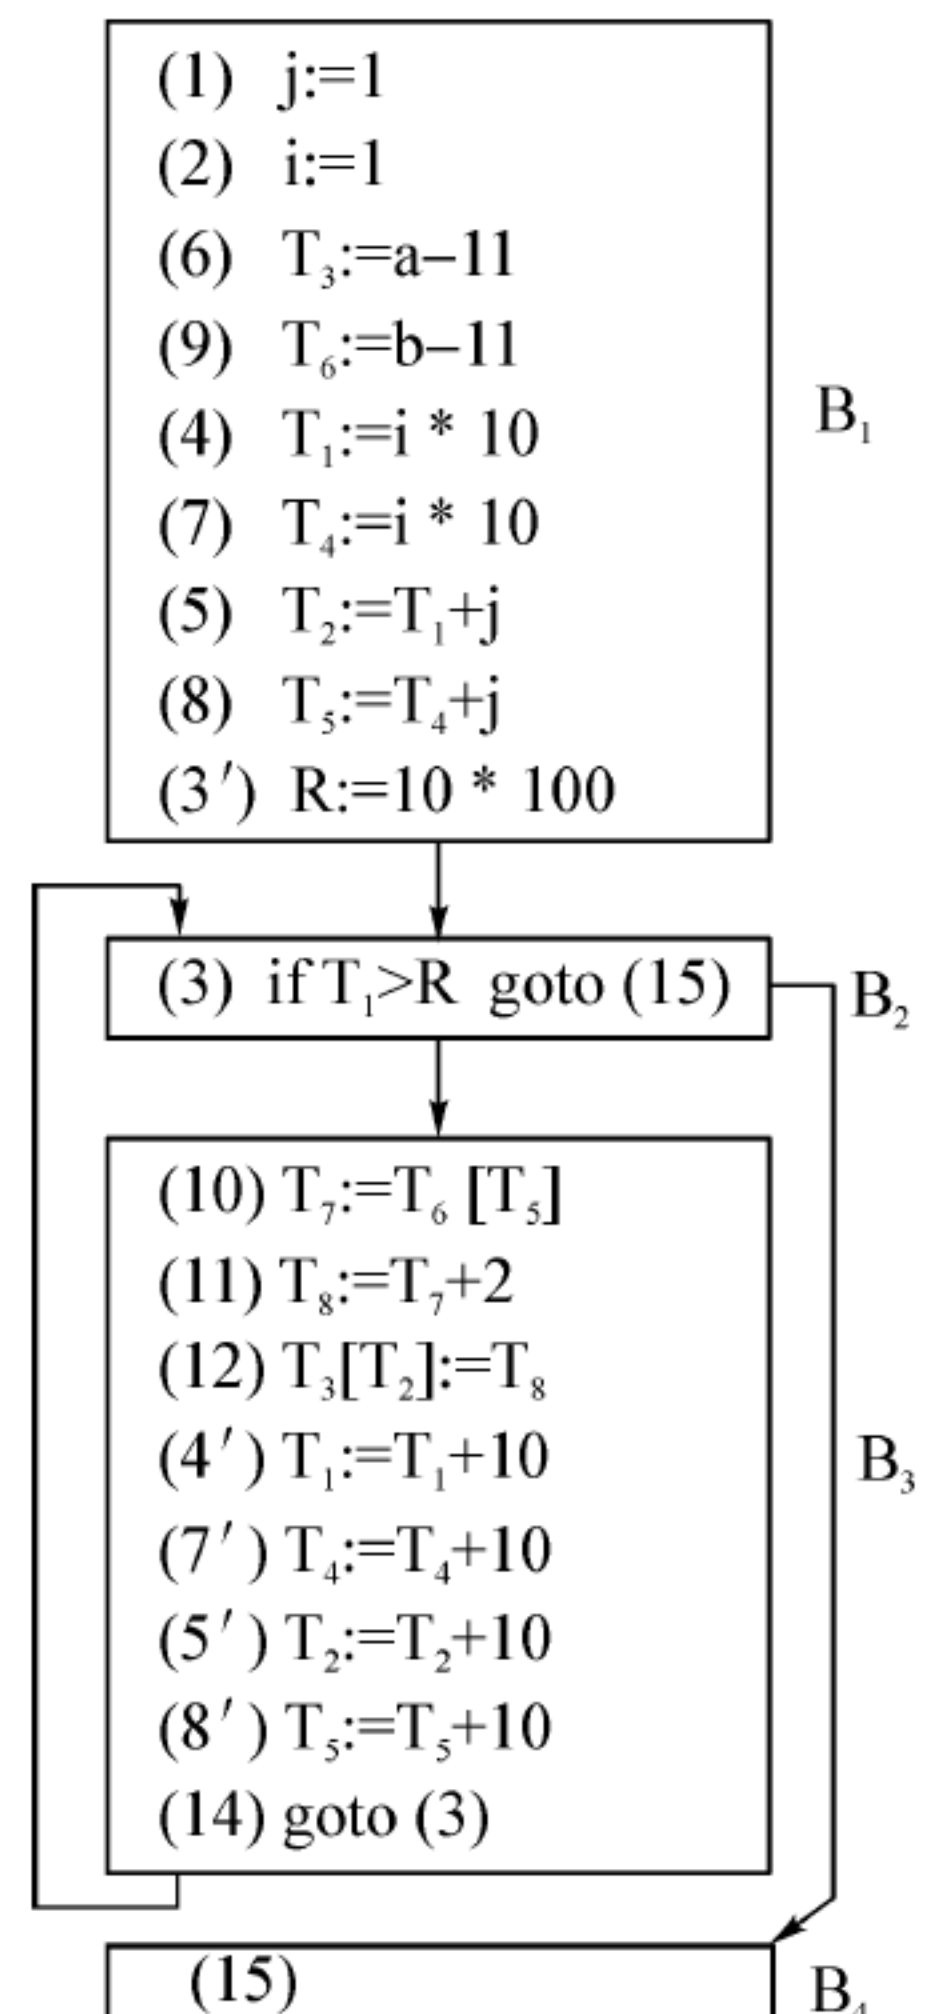 (1) j:=1
(2) i:=1
(6) T₃:=a–11
(9) T₆:=b–11
(4) T₁:=i * 10
(7) T₄:=i * 10
(5) T₂:=T₁+j
(8) T₅:=T₄+j
(3′) R:=10 * 100
B₁
(3) if T₁>R goto (15)
B₂
(10) T₇:=T₆ [T₅]
(11) T₈:=T₇+2
(12) T₃[T₂]:=T₈
(4′) T₁:=T₁+10
(7′) T₄:=T₄+10
(5′) T₂:=T₂+10
(8′) T₅:=T₅+10
(14) goto (3)
B₃
(15)
B₄